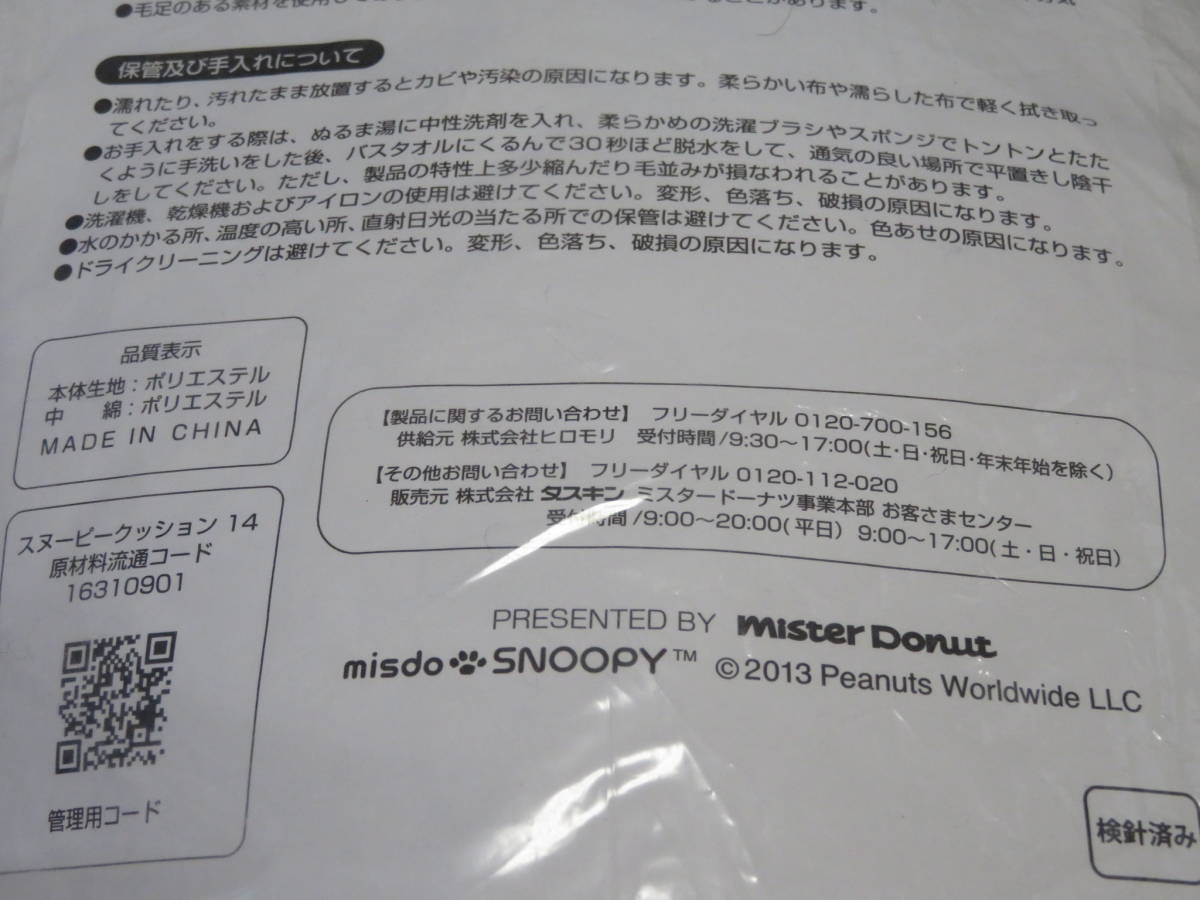 ●毛足のある素材を使用し
ることがあります。
保管及び手入れについて
●濡れたり、汚れたまま放置するとカビや汚染の原因になります。柔らかい布や濡らした布で軽く拭き取っ
てください。
●お手入れをする際は、ぬるま湯に中性洗剤を入れ、柔らかめの洗濯ブラシやスポンジでトントンとたた
くように手洗いをした後、バスタオルにくるんで30秒ほど脱水をして、通気の良い場所で平置きし陰干
しをしてください。ただし、製品の特性上多少縮んだり毛並みが損なわれることがあります。
●洗濯機、乾燥機およびアイロンの使用は避けてください。変形、色落ち、破損の原因になります。
●水のかかる所、温度の高い所、直射日光の当たる所での保管は避けてください。色あせの原因になります。
●ドライクリーニングは避けてください。変形、色落ち、破損の原因になります。
品質表示
本体生地:ポリエステル
中 綿:ポリエステル
MADE IN CHINA
【製品に関するお問い合わせ】 フリーダイヤル 0120-700-156
供給元 株式会社ヒロモリ 受付時間/9:30〜17:00(土・日・祝日・年末年始を除く)
【その他お問い合わせ】 フリーダイヤル 0120-112-020
販売元 株式会社 ダスキン ミスタードーナツ事業本部 お客さまセンター
受付時間/9:00〜20:00(平日) 9:00〜17:00(土・日・祝日)
スヌーピークッション 14
原材料流通コード
16310901
管理用コード
PRESENTED BY mister Donut
misdo SNOOPY™ ©2013 Peanuts Worldwide LLC
検針済み